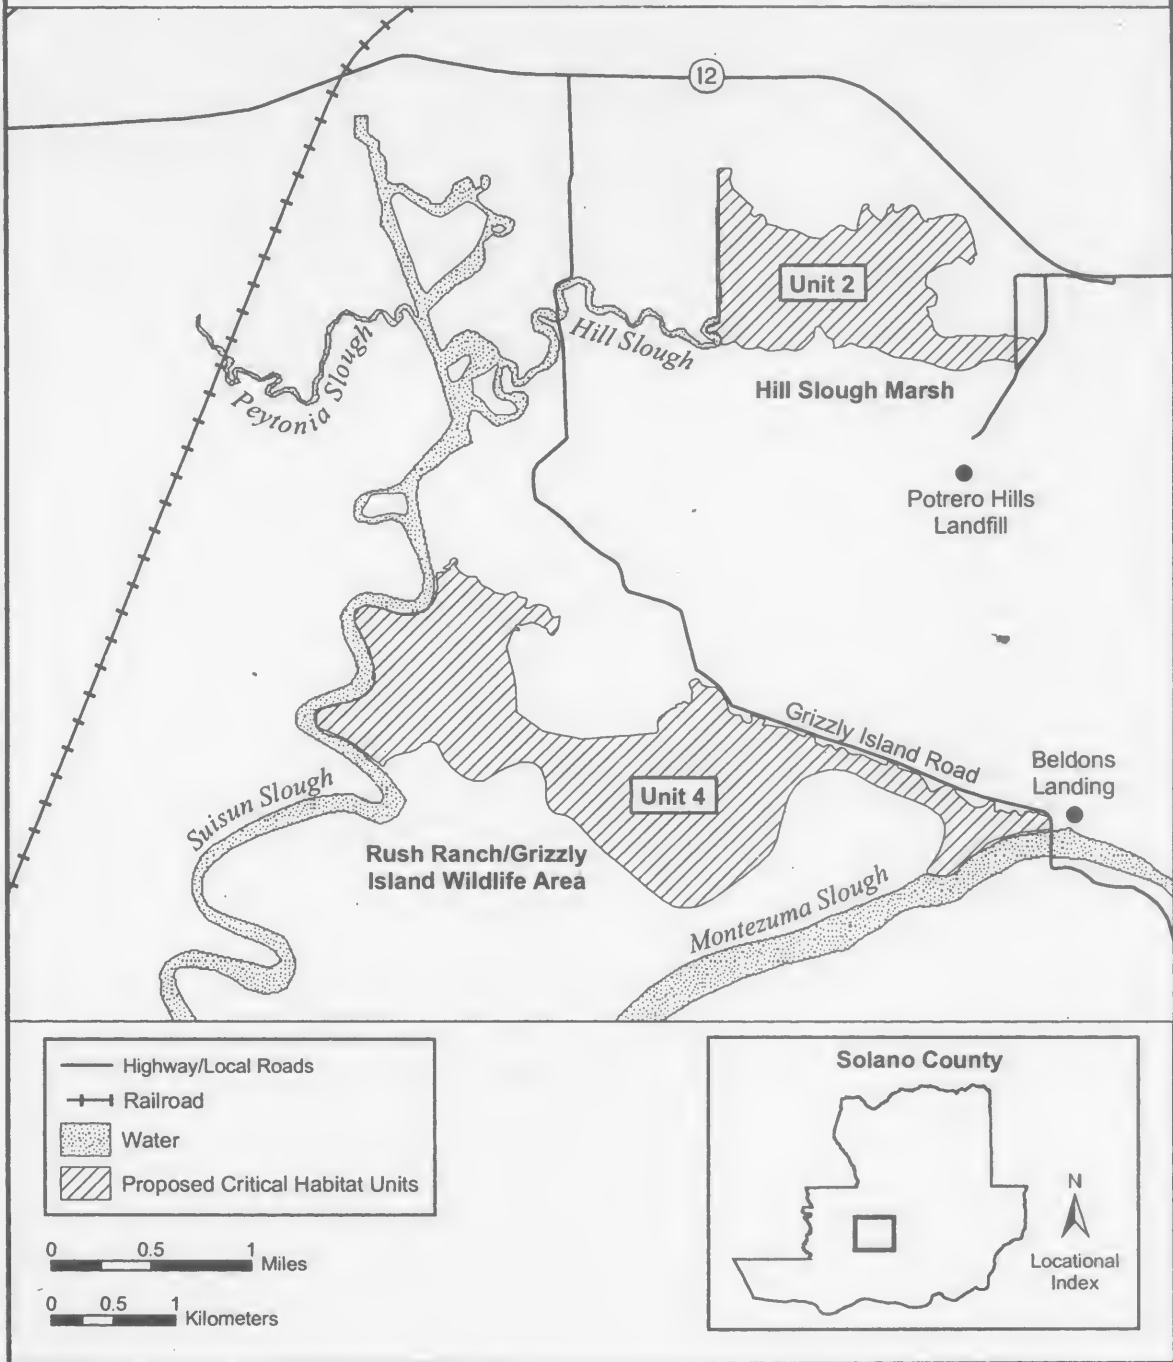 12
Unit 2
Hill Slough
Peytonia Slough
Hill Slough Marsh
Potrero Hills
Landfill
Grizzly Island Road
Beldons
Landing
Suisun Slough
Unit 4
Rush Ranch/Grizzly
Island Wildlife Area
Montezuma Slough
Highway/Local Roads
Railroad
Water
Proposed Critical Habitat Units
0 0.5 1
Miles
0 0.5 1
Kilometers
Solano County
N
Locational
Index